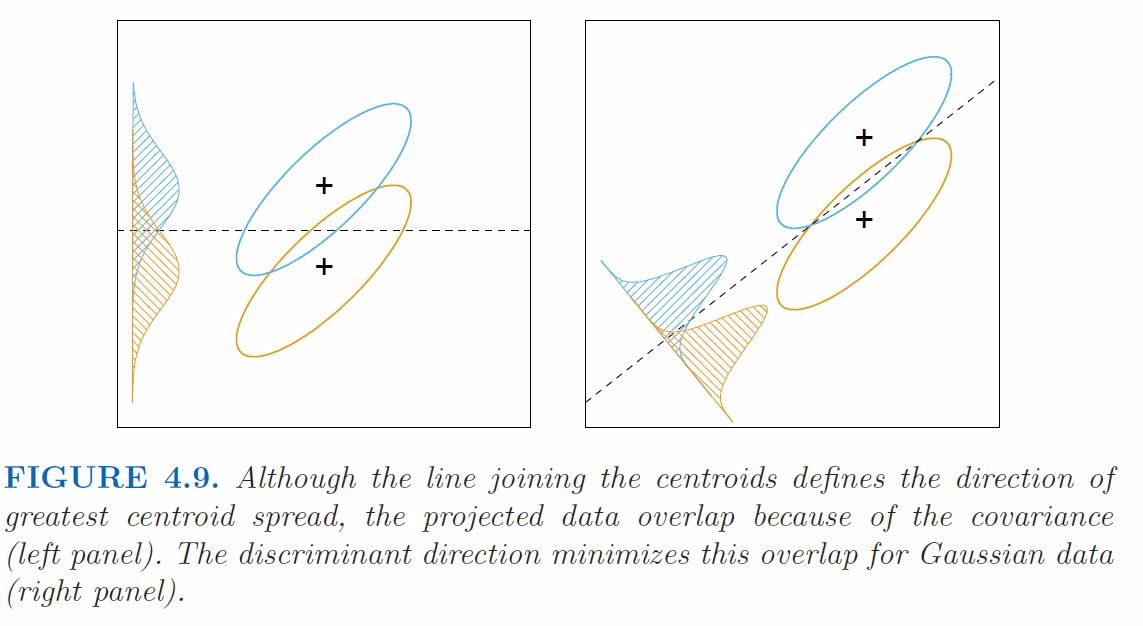 FIGURE 4.9. Although the line joining the centroids defines the direction of
greatest centroid spread, the projected data overlap because of the covariance
(left panel). The discriminant direction minimizes this overlap for Gaussian data
(right panel).